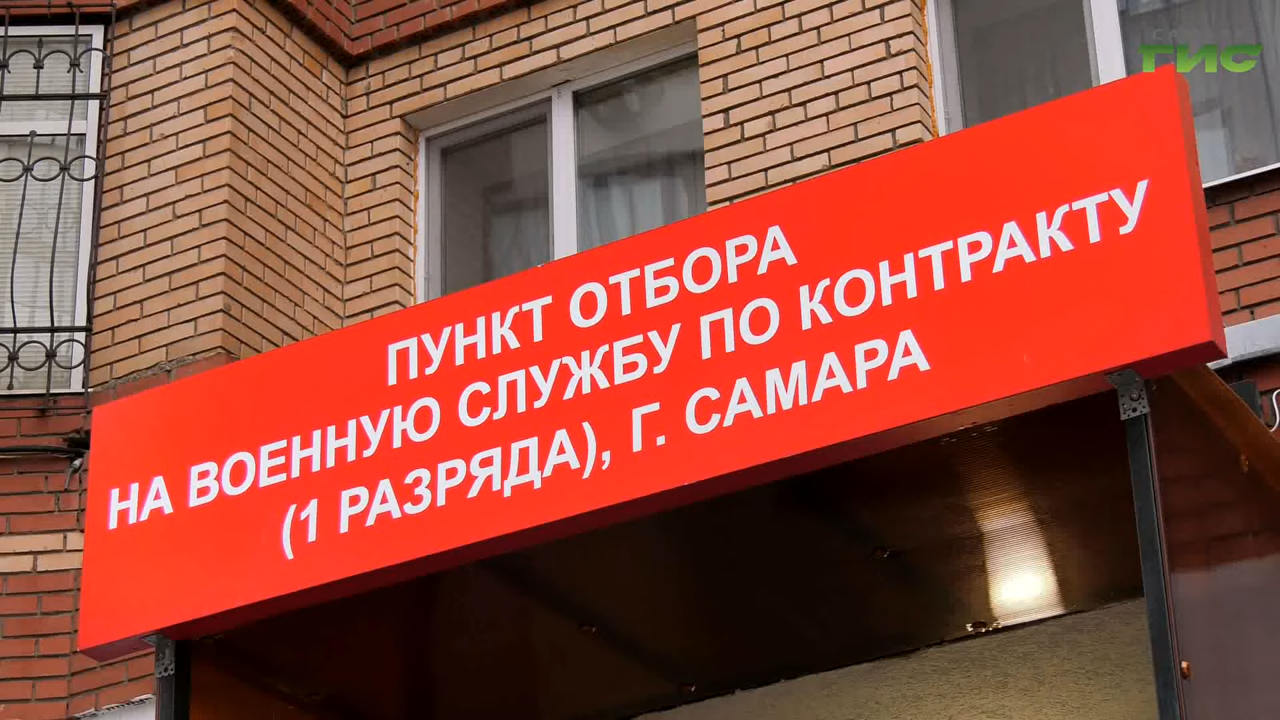 ГИС
ПУНКТ ОТБОРА
НА ВОЕННУЮ СЛУЖБУ ПО КОНТРАКТУ
(1 РАЗРЯДА), Г. САМАРА